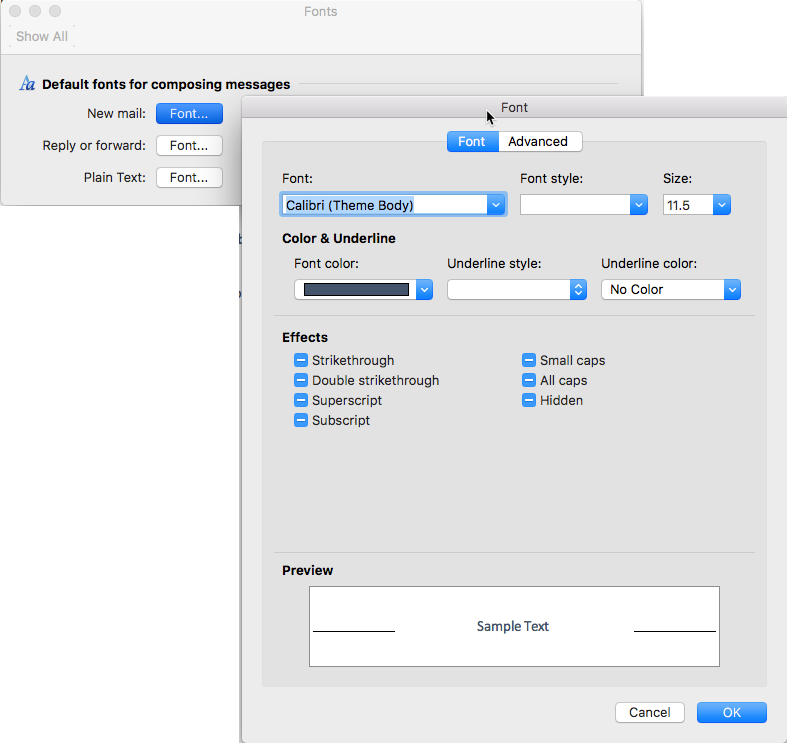 Fonts
Show All
Aa Default fonts for composing messages
New mail: Font...
Reply or forward: Font...
Plain Text: Font...
Font
Font Advanced
Font: Font style: Size:
Calibri (Theme Body) 11.5
Color & Underline
Font color: Underline style: Underline color:
No Color
Effects
Strikethrough Small caps
Double strikethrough All caps
Superscript Hidden
Subscript
Preview
Sample Text
Cancel OK